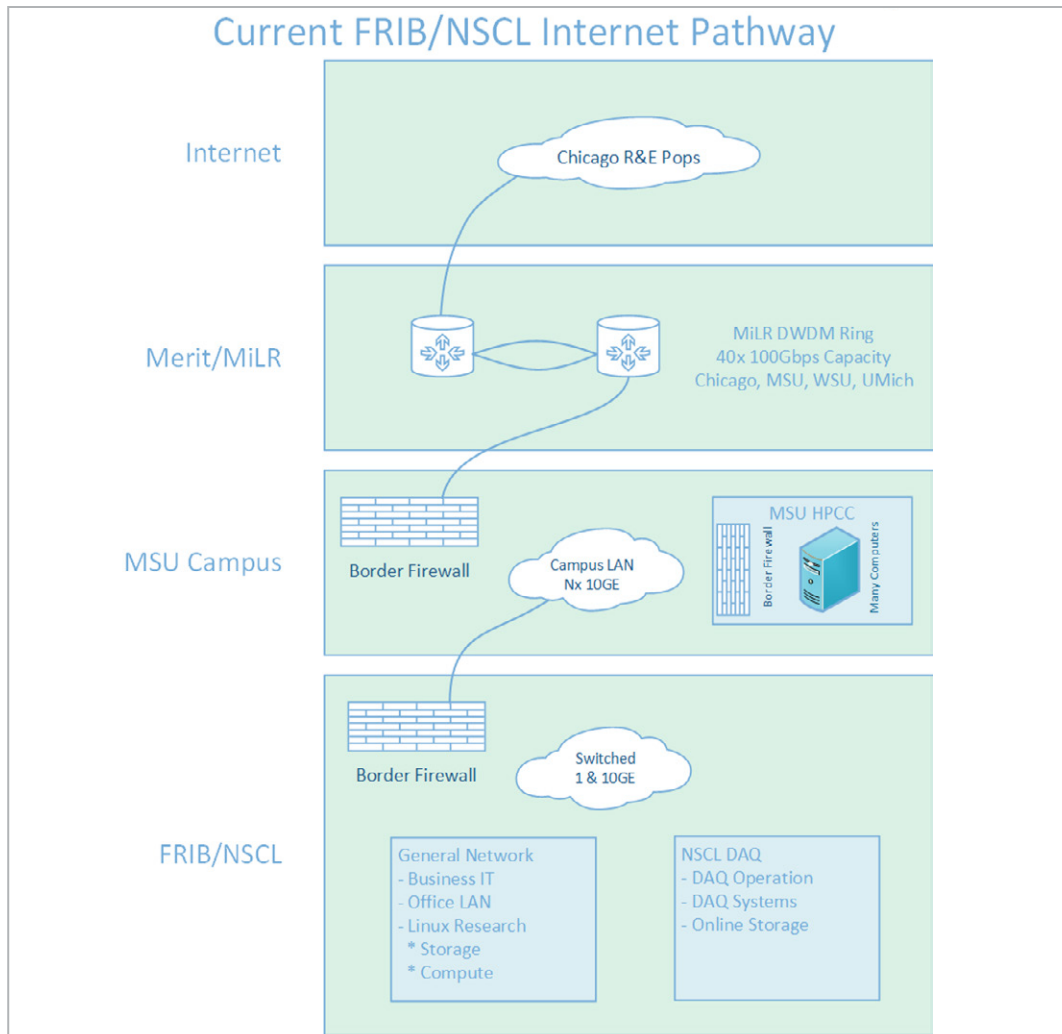 Current FRIB/NSCL Internet Pathway
Internet
Chicago R&E Pops
Merit/MiLR
MiLR DWDM Ring
40x 100Gbps Capacity
Chicago, MSU, WSU, UMich
MSU Campus
Border Firewall
Campus LAN
Nx 10GE
MSU HPCC
Border Firewall
Many Computers
FRIB/NSCL
Border Firewall
Switched
1 & 10GE
General Network
- Business IT
- Office LAN
- Linux Research
* Storage
* Compute
NSCL DAQ
- DAQ Operation
- DAQ Systems
- Online Storage